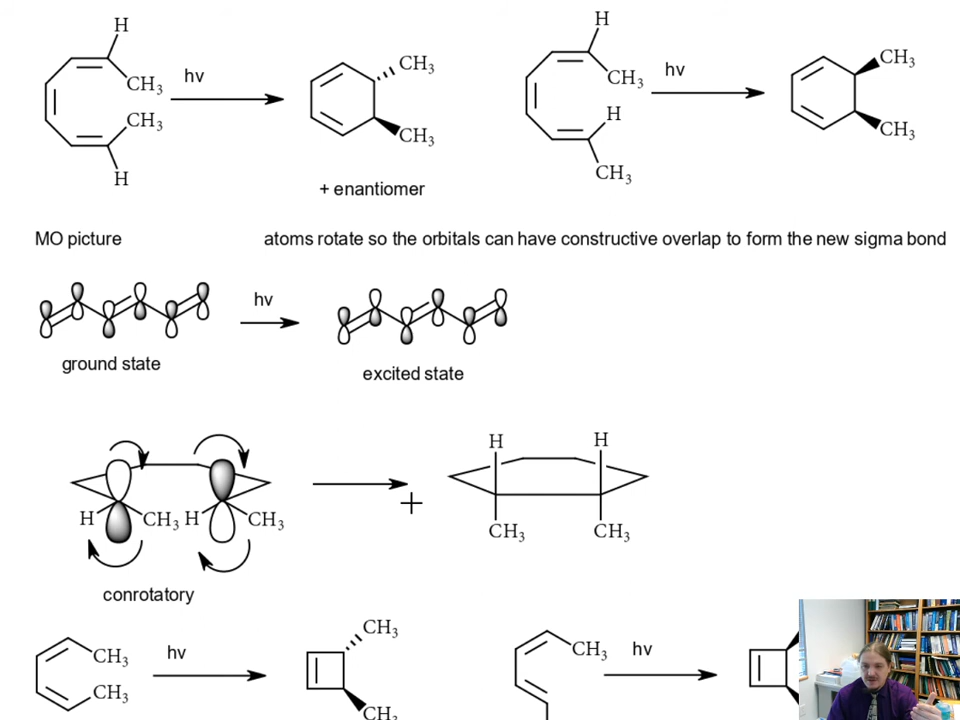 H
CH3
CH3
H
hv
CH3
CH3
+ enantiomer
H
CH3
H
CH3
hv
CH3
CH3
MO picture
atoms rotate so the orbitals can have constructive overlap to form the new sigma bond
hv
ground state
excited state
H CH3 H CH3
conrotatory
H H
CH3 CH3
CH3
CH3
hv
CH3
CH3
CH3
hv